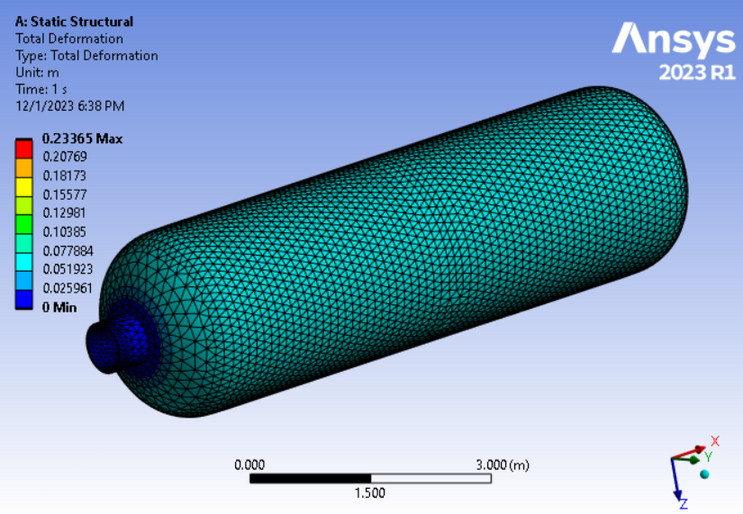 A: Static Structural
Total Deformation
Type: Total Deformation
Unit: m
Time: 1 s
12/1/2023 6:38 PM
Ansys
2023 R1
0.23365 Max
0.20769
0.18173
0.15577
0.12981
0.10385
0.077884
0.051923
0.025961
0 Min
0.000
3.000 (m)
1.500
X
Y
Z